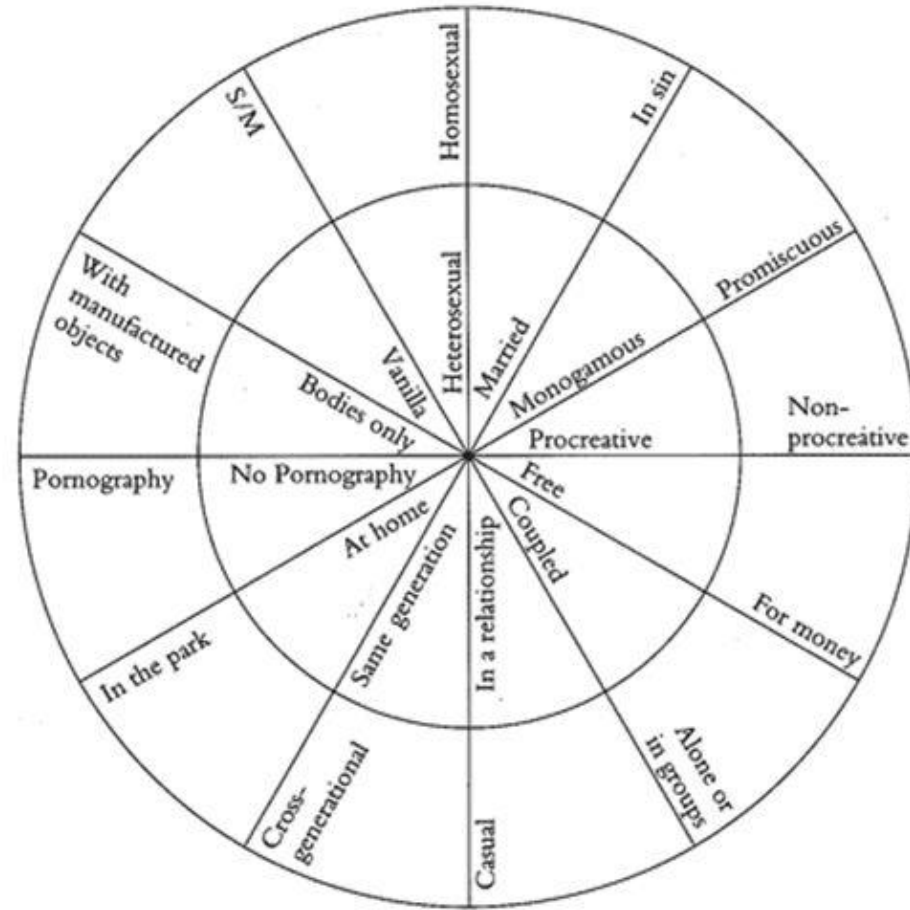 Homosexual
In sin
Promiscuous
Non-
procreative
For money
Alone or
in groups
Casual
Cross-
generational
In the park
Pornography
With
manufactured
objects
S/M
Heterosexual
Married
Monogamous
Procreative
Free
Coupled
In a relationship
Same generation
At home
No Pornography
Bodies only
Vanilla